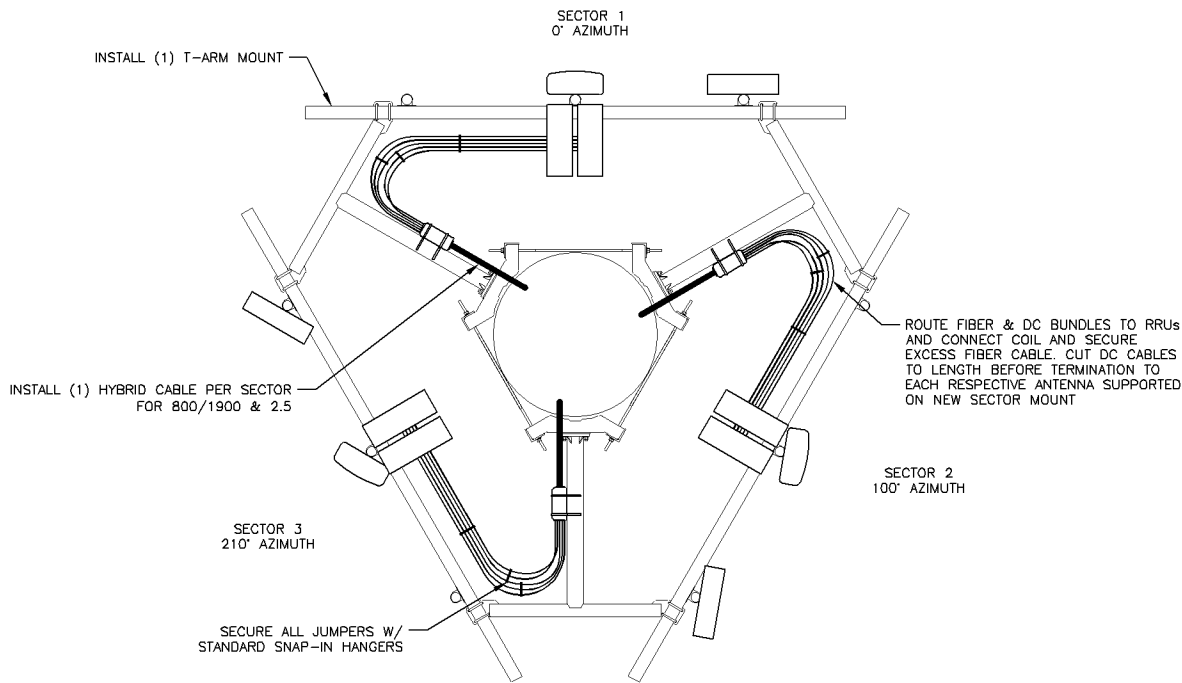 SECTOR 1
0° AZIMUTH
INSTALL (1) T-ARM MOUNT
ROUTE FIBER & DC BUNDLES TO RRUs
AND CONNECT COIL AND SECURE
EXCESS FIBER CABLE. CUT DC CABLES
TO LENGTH BEFORE TERMINATION TO
EACH RESPECTIVE ANTENNA SUPPORTED
ON NEW SECTOR MOUNT
INSTALL (1) HYBRID CABLE PER SECTOR
FOR 800/1900 & 2.5
SECTOR 2
100° AZIMUTH
SECTOR 3
210° AZIMUTH
SECURE ALL JUMPERS W/
STANDARD SNAP-IN HANGERS